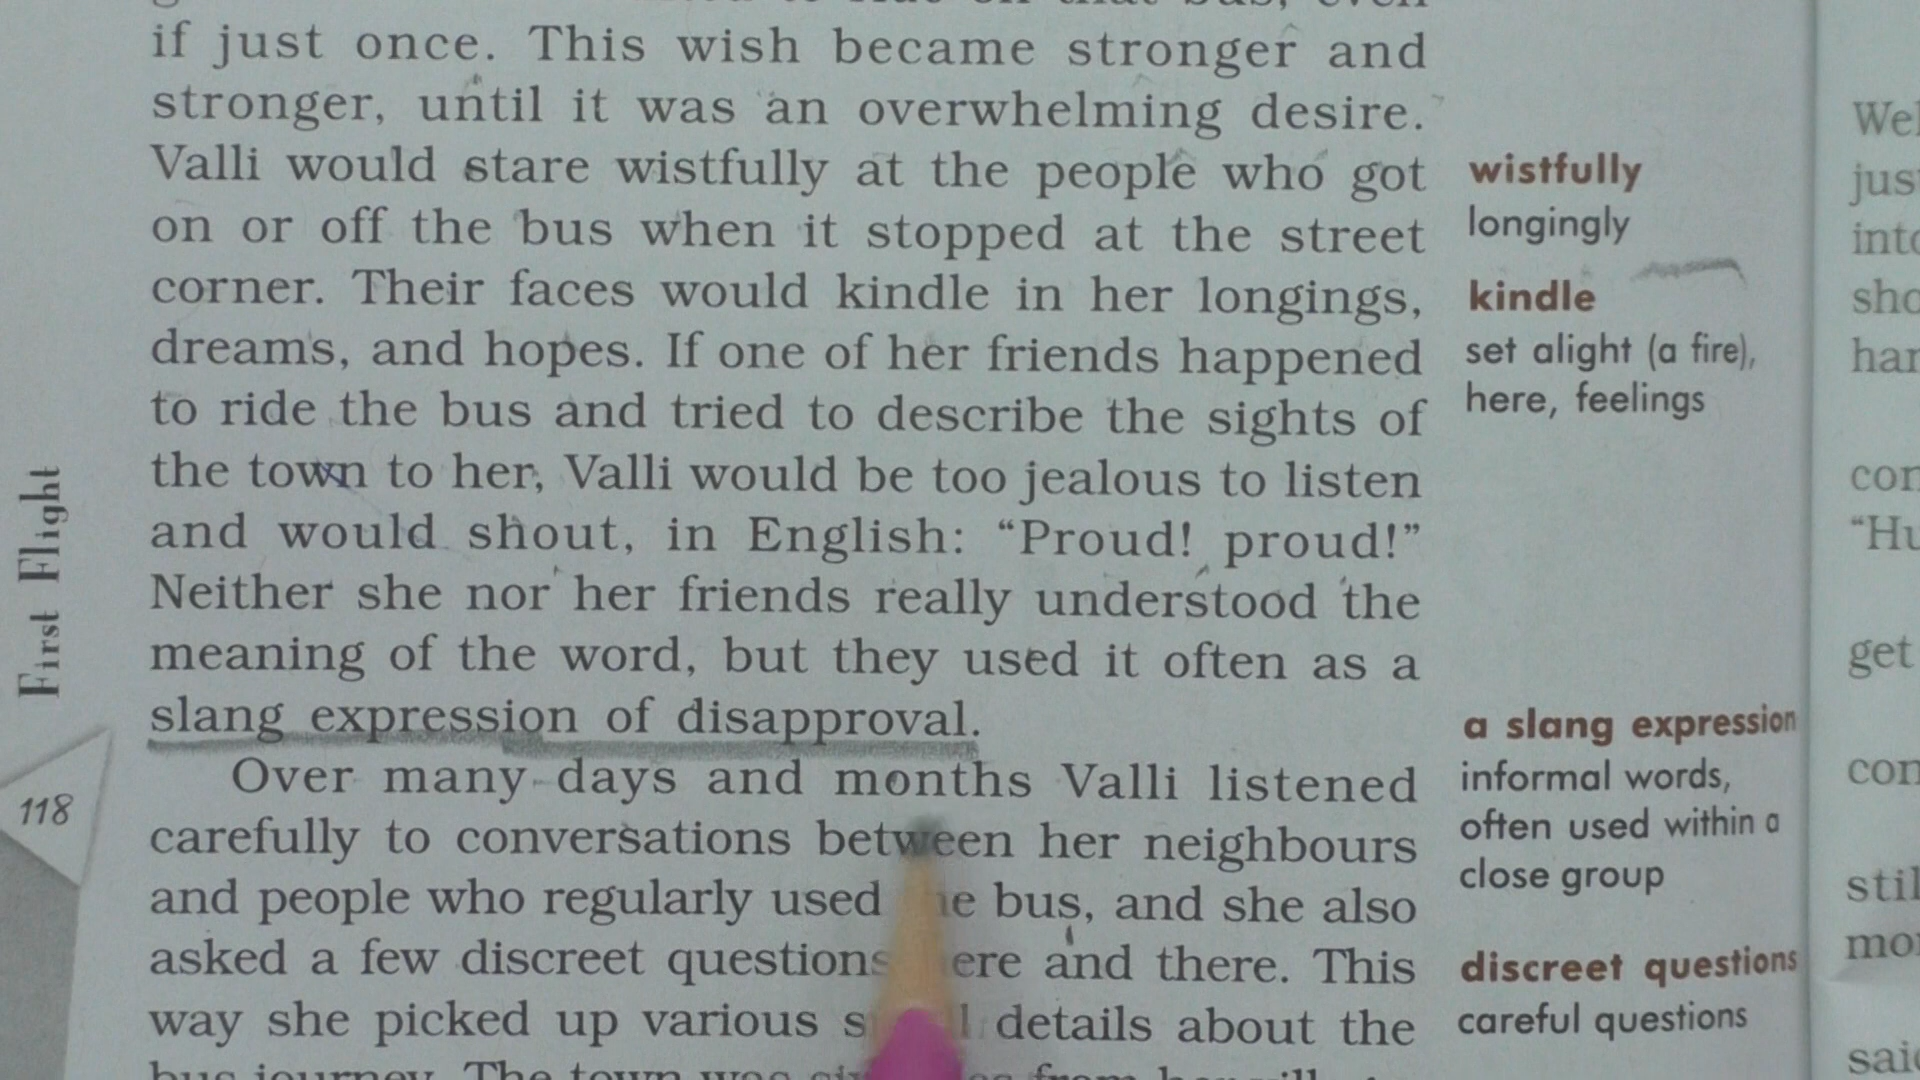 if just once. This wish became stronger and
stronger, until it was an overwhelming desire.
Valli would stare wistfully at the people who got
on or off the bus when it stopped at the street
corner. Their faces would kindle in her longings,
dreams, and hopes. If one of her friends happened
to ride the bus and tried to describe the sights of
the town to her, Valli would be too jealous to listen
and would shout, in English: “Proud! proud!”
Neither she nor her friends really understood the
meaning of the word, but they used it often as a
slang expression of disapproval.
Over many days and months Valli listened
carefully to conversations between her neighbours
and people who regularly used bus, and she also
asked a few discreet questions and there. This
way she picked up various details about the
wistfully
longingly
kindle
set alight (a fire),
here, feelings
a slang expression
informal words,
often used within a
close group
discreet questions
careful questions
First Flight
118
get